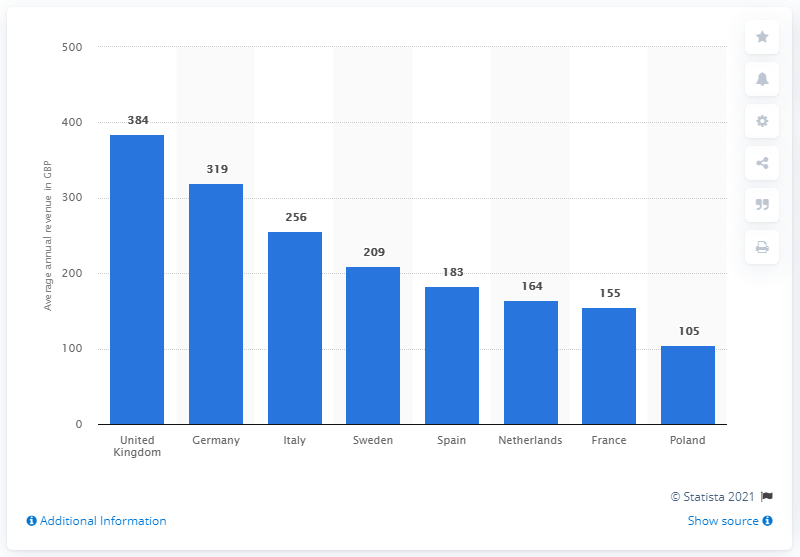 500
400
300
200
100
0
Average annual revenue in GBP
384
319
256
209
183
164
155
105
United Kingdom
Germany
Italy
Sweden
Spain
Netherlands
France
Poland
© Statista 2021
Additional Information
Show source